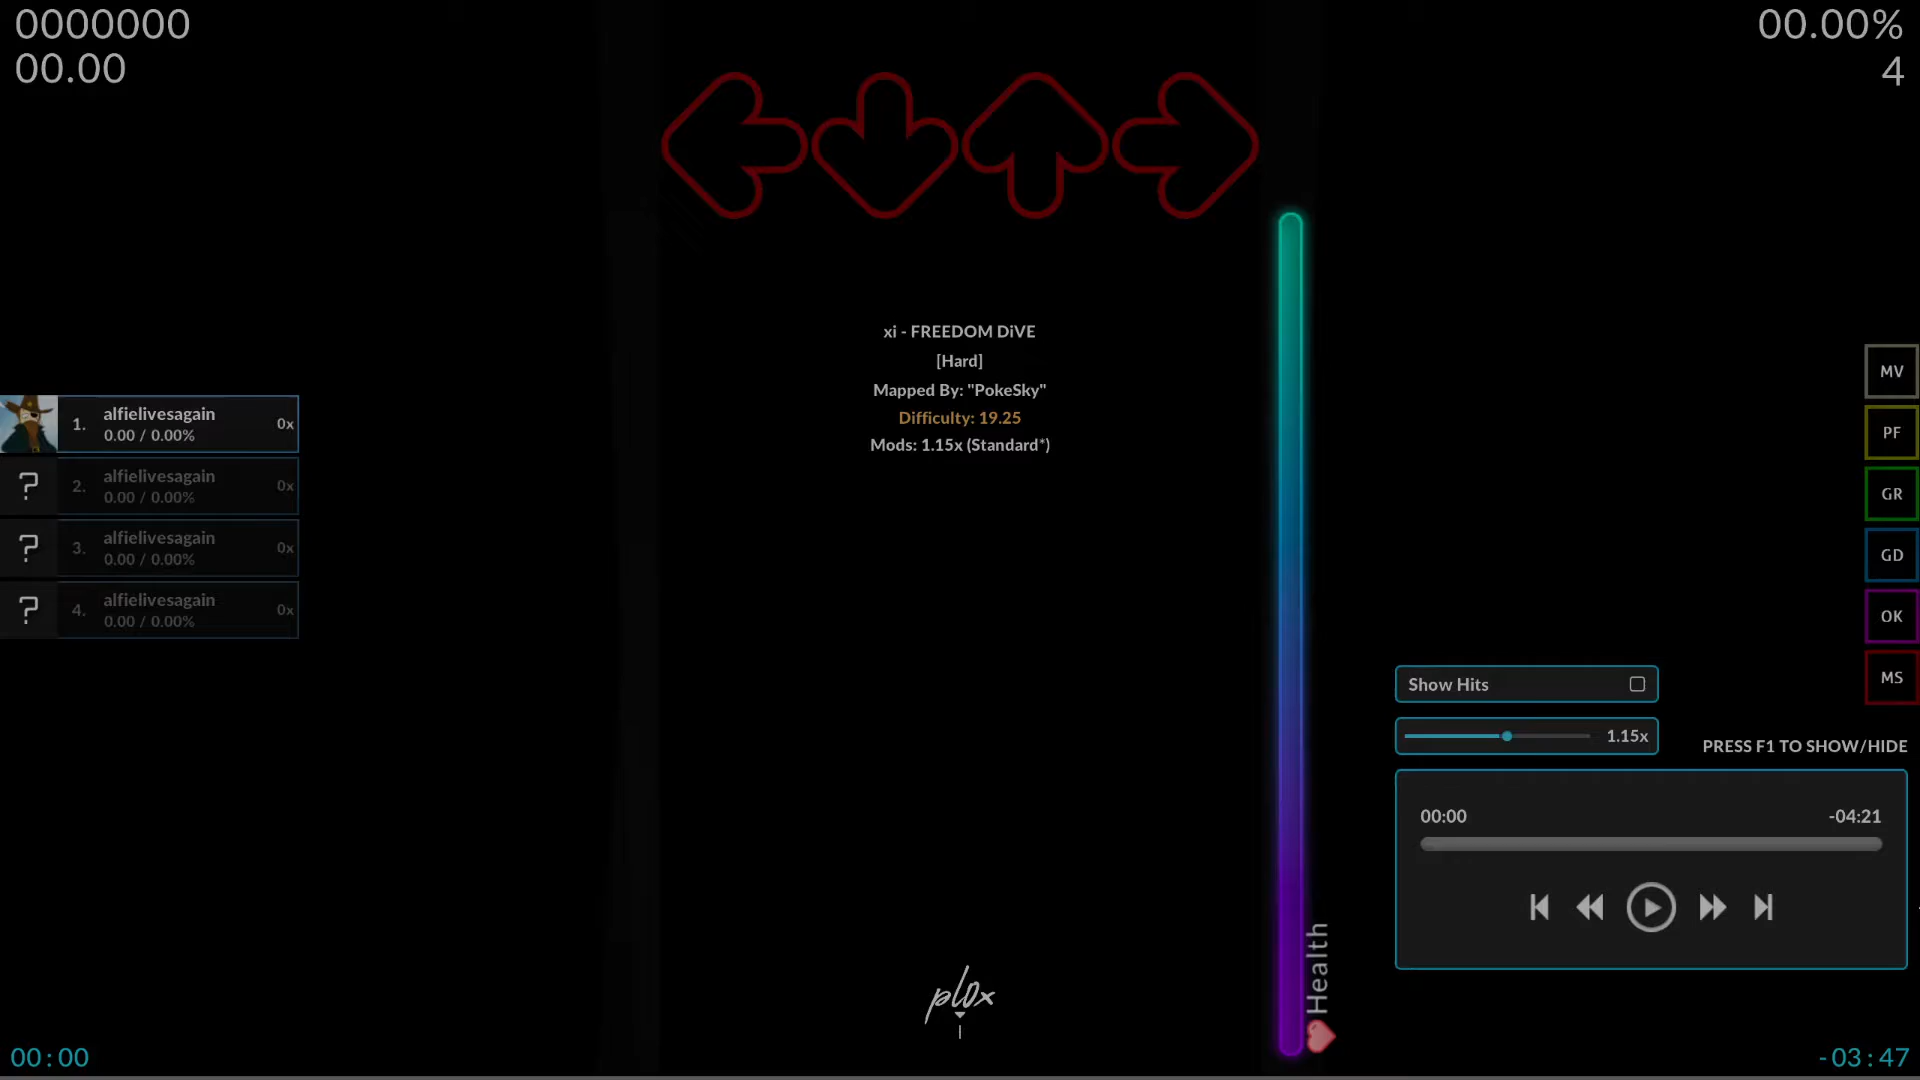 0000000
00.00
00.00%
4
xi - FREEDOM DiVE
[Hard]
Mapped By: "PokeSky"
Difficulty: 19.25
Mods: 1.15x (Standard*)
1. alfielivesagain 0x
0.00 / 0.00%
? 2. alfielivesagain 0x
0.00 / 0.00%
? 3. alfielivesagain 0x
0.00 / 0.00%
? 4. alfielivesagain 0x
0.00 / 0.00%
MV
PF
GR
GD
OK
MS
Show Hits
1.15x
PRESS F1 TO SHOW/HIDE
00:00 -04:21
Health
plox
00:00
-03:47